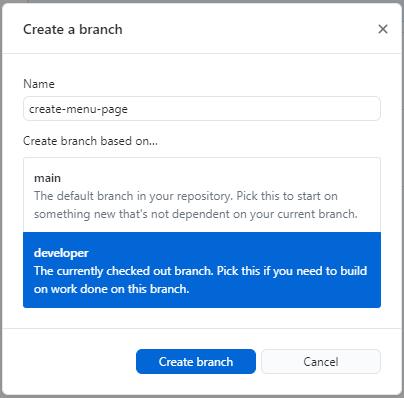 Create a branch
Name
create-menu-page
Create branch based on...
main
The default branch in your repository. Pick this to start on
something new that's not dependent on your current branch.
developer
The currently checked out branch. Pick this if you need to build
on work done on this branch.
Create branch
Cancel